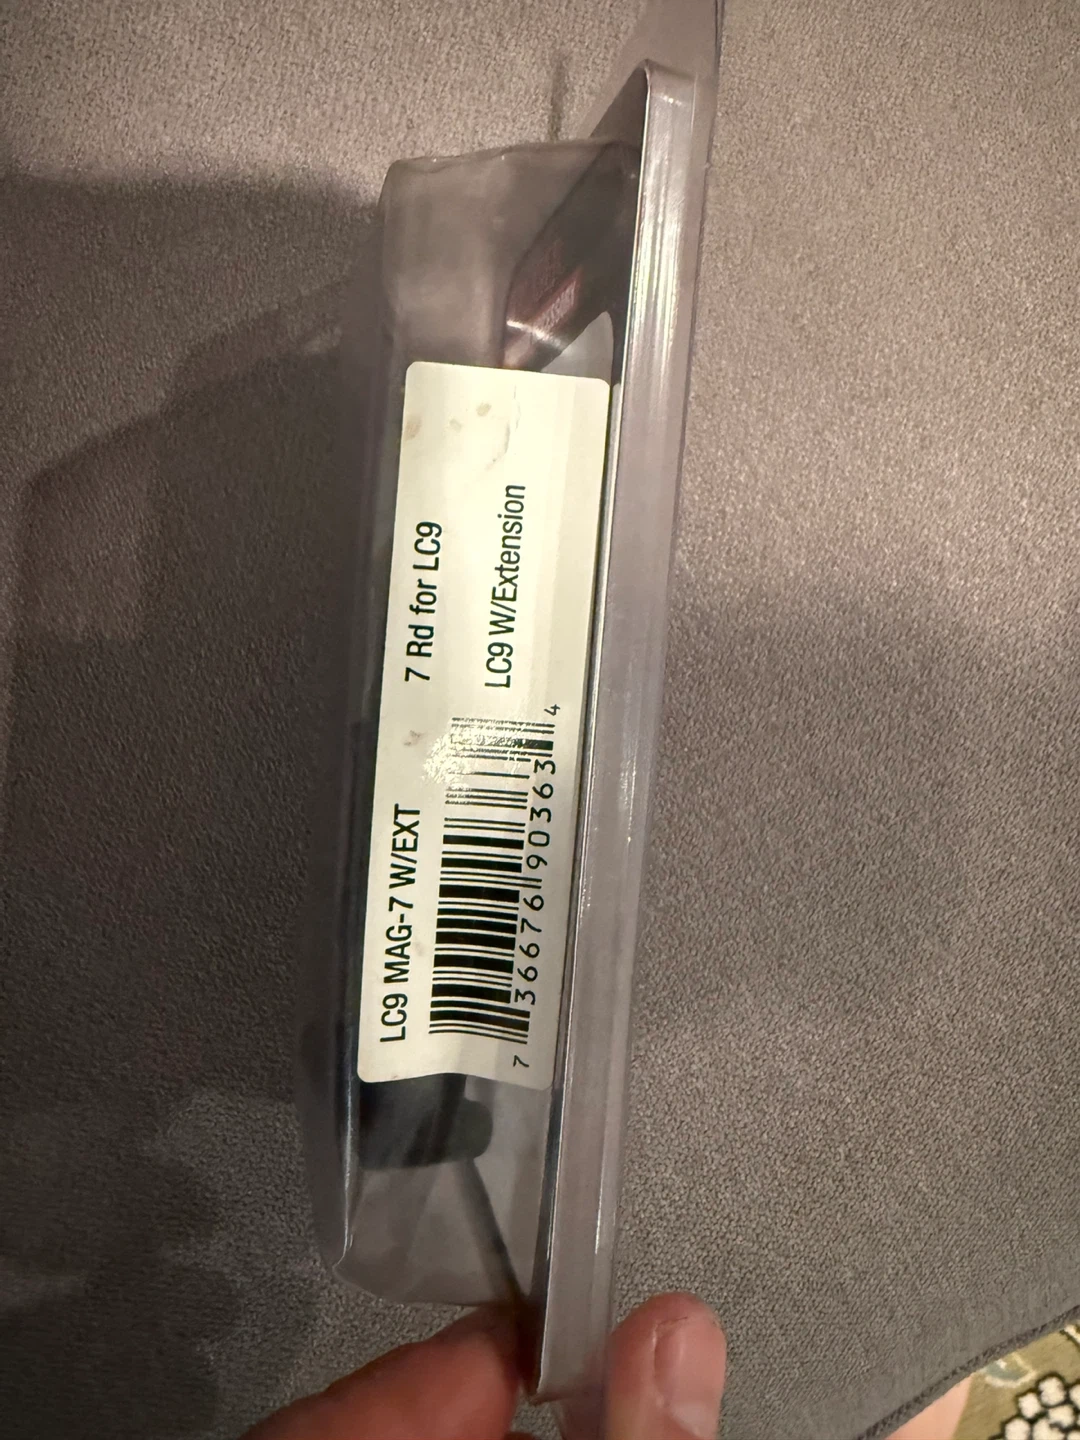 LC9 MAG-7 W/EXT 7 Rd for LC9
LC9 W/Extension
7 36676 90363 4